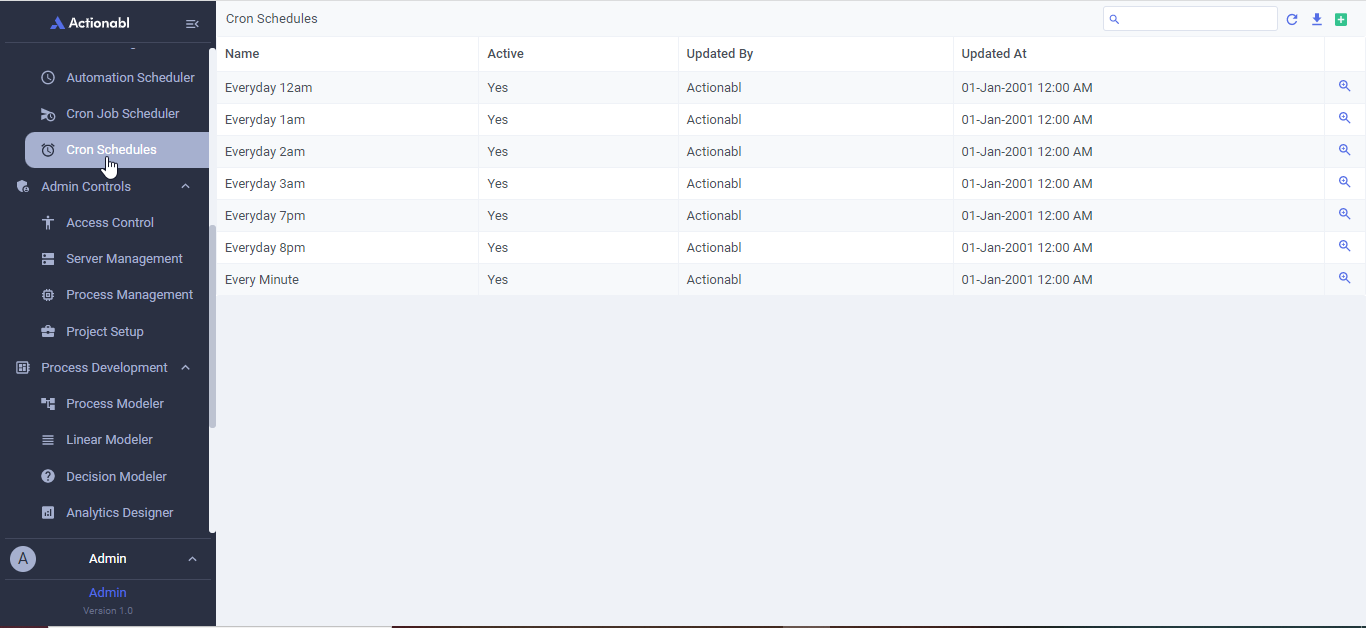 Actionabl
Automation Scheduler
Cron Job Scheduler
Cron Schedules
Admin Controls
Access Control
Server Management
Process Management
Project Setup
Process Development
Process Modeler
Linear Modeler
Decision Modeler
Analytics Designer
A Admin
Admin
Version 1.0
Cron Schedules
Name Active Updated By Updated At
Everyday 12am Yes Actionabl 01-Jan-2001 12:00 AM
Everyday 1am Yes Actionabl 01-Jan-2001 12:00 AM
Everyday 2am Yes Actionabl 01-Jan-2001 12:00 AM
Everyday 3am Yes Actionabl 01-Jan-2001 12:00 AM
Everyday 7pm Yes Actionabl 01-Jan-2001 12:00 AM
Everyday 8pm Yes Actionabl 01-Jan-2001 12:00 AM
Every Minute Yes Actionabl 01-Jan-2001 12:00 AM